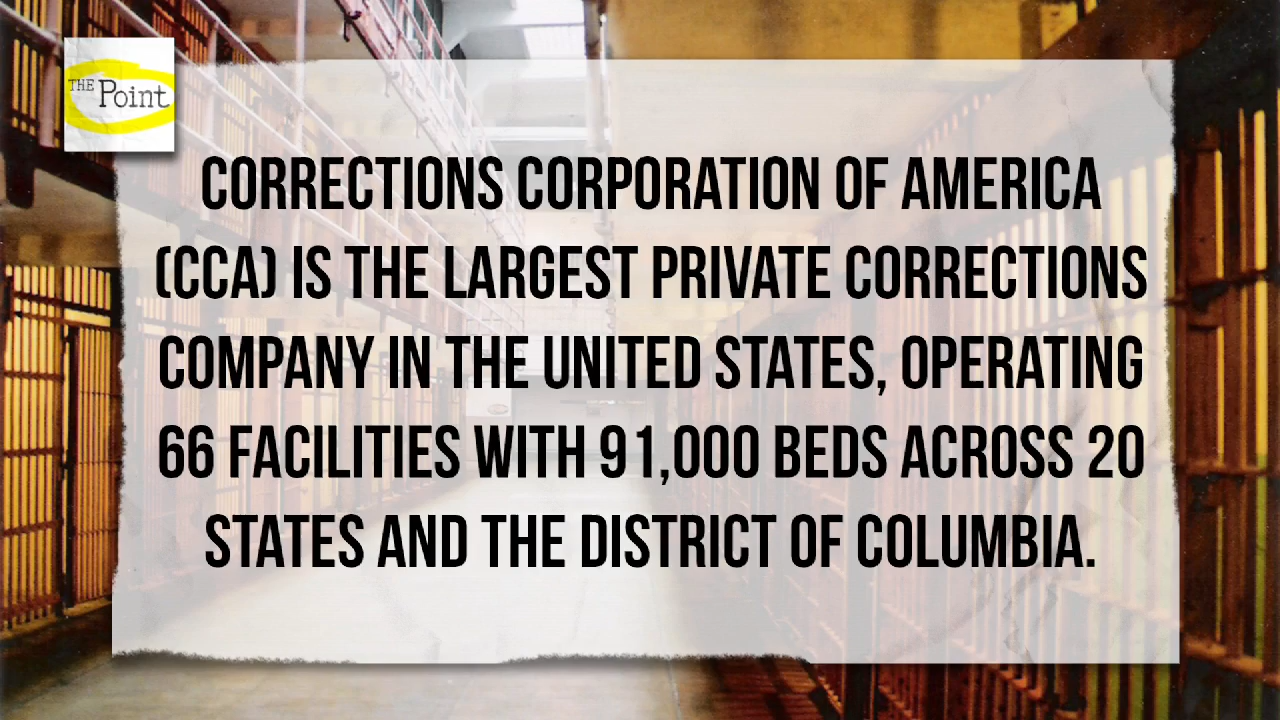 THE Point
CORRECTIONS CORPORATION OF AMERICA
(CCA) IS THE LARGEST PRIVATE CORRECTIONS
COMPANY IN THE UNITED STATES, OPERATING
66 FACILITIES WITH 91,000 BEDS ACROSS 20
STATES AND THE DISTRICT OF COLUMBIA.